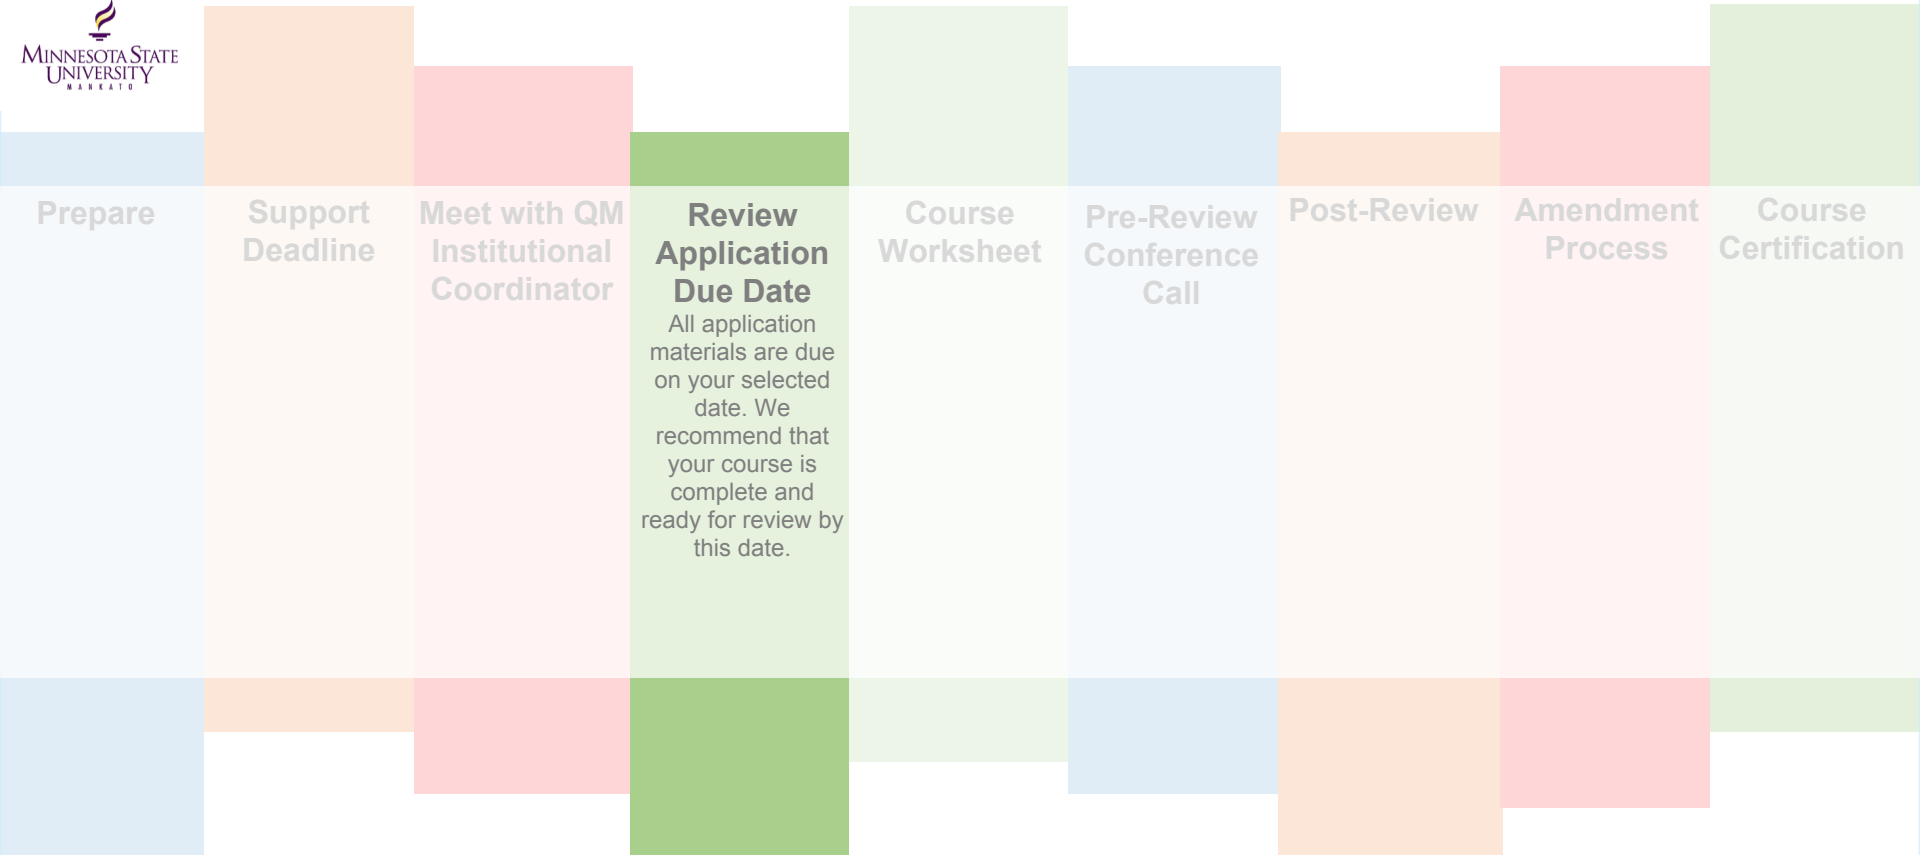 MINNESOTA STATE
UNIVERSITY
MANKATO
Prepare
Support
Deadline
Meet with QM
Institutional
Coordinator
Review
Application
Due Date
All application
materials are due
on your selected
date. We
recommend that
your course is
complete and
ready for review by
this date.
Course
Worksheet
Pre-Review
Conference
Call
Post-Review
Amendment
Process
Course
Certification